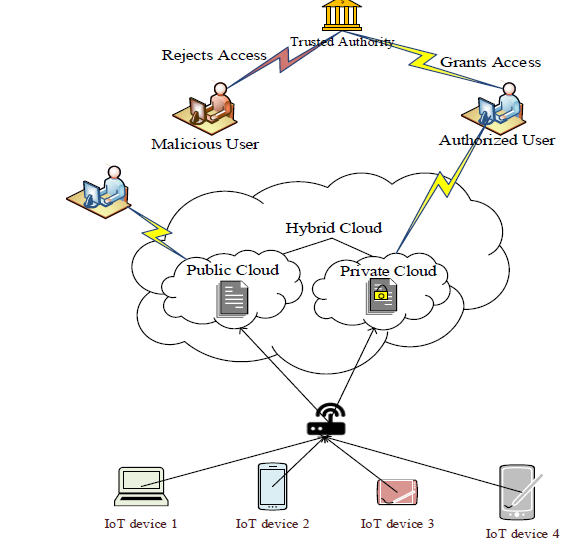 Trusted Authority
Rejects Access
Grants Access
Malicious User
Authorized User
Hybrid Cloud
Public Cloud
Private Cloud
IoT device 1
IoT device 2
IoT device 3
IoT device 4